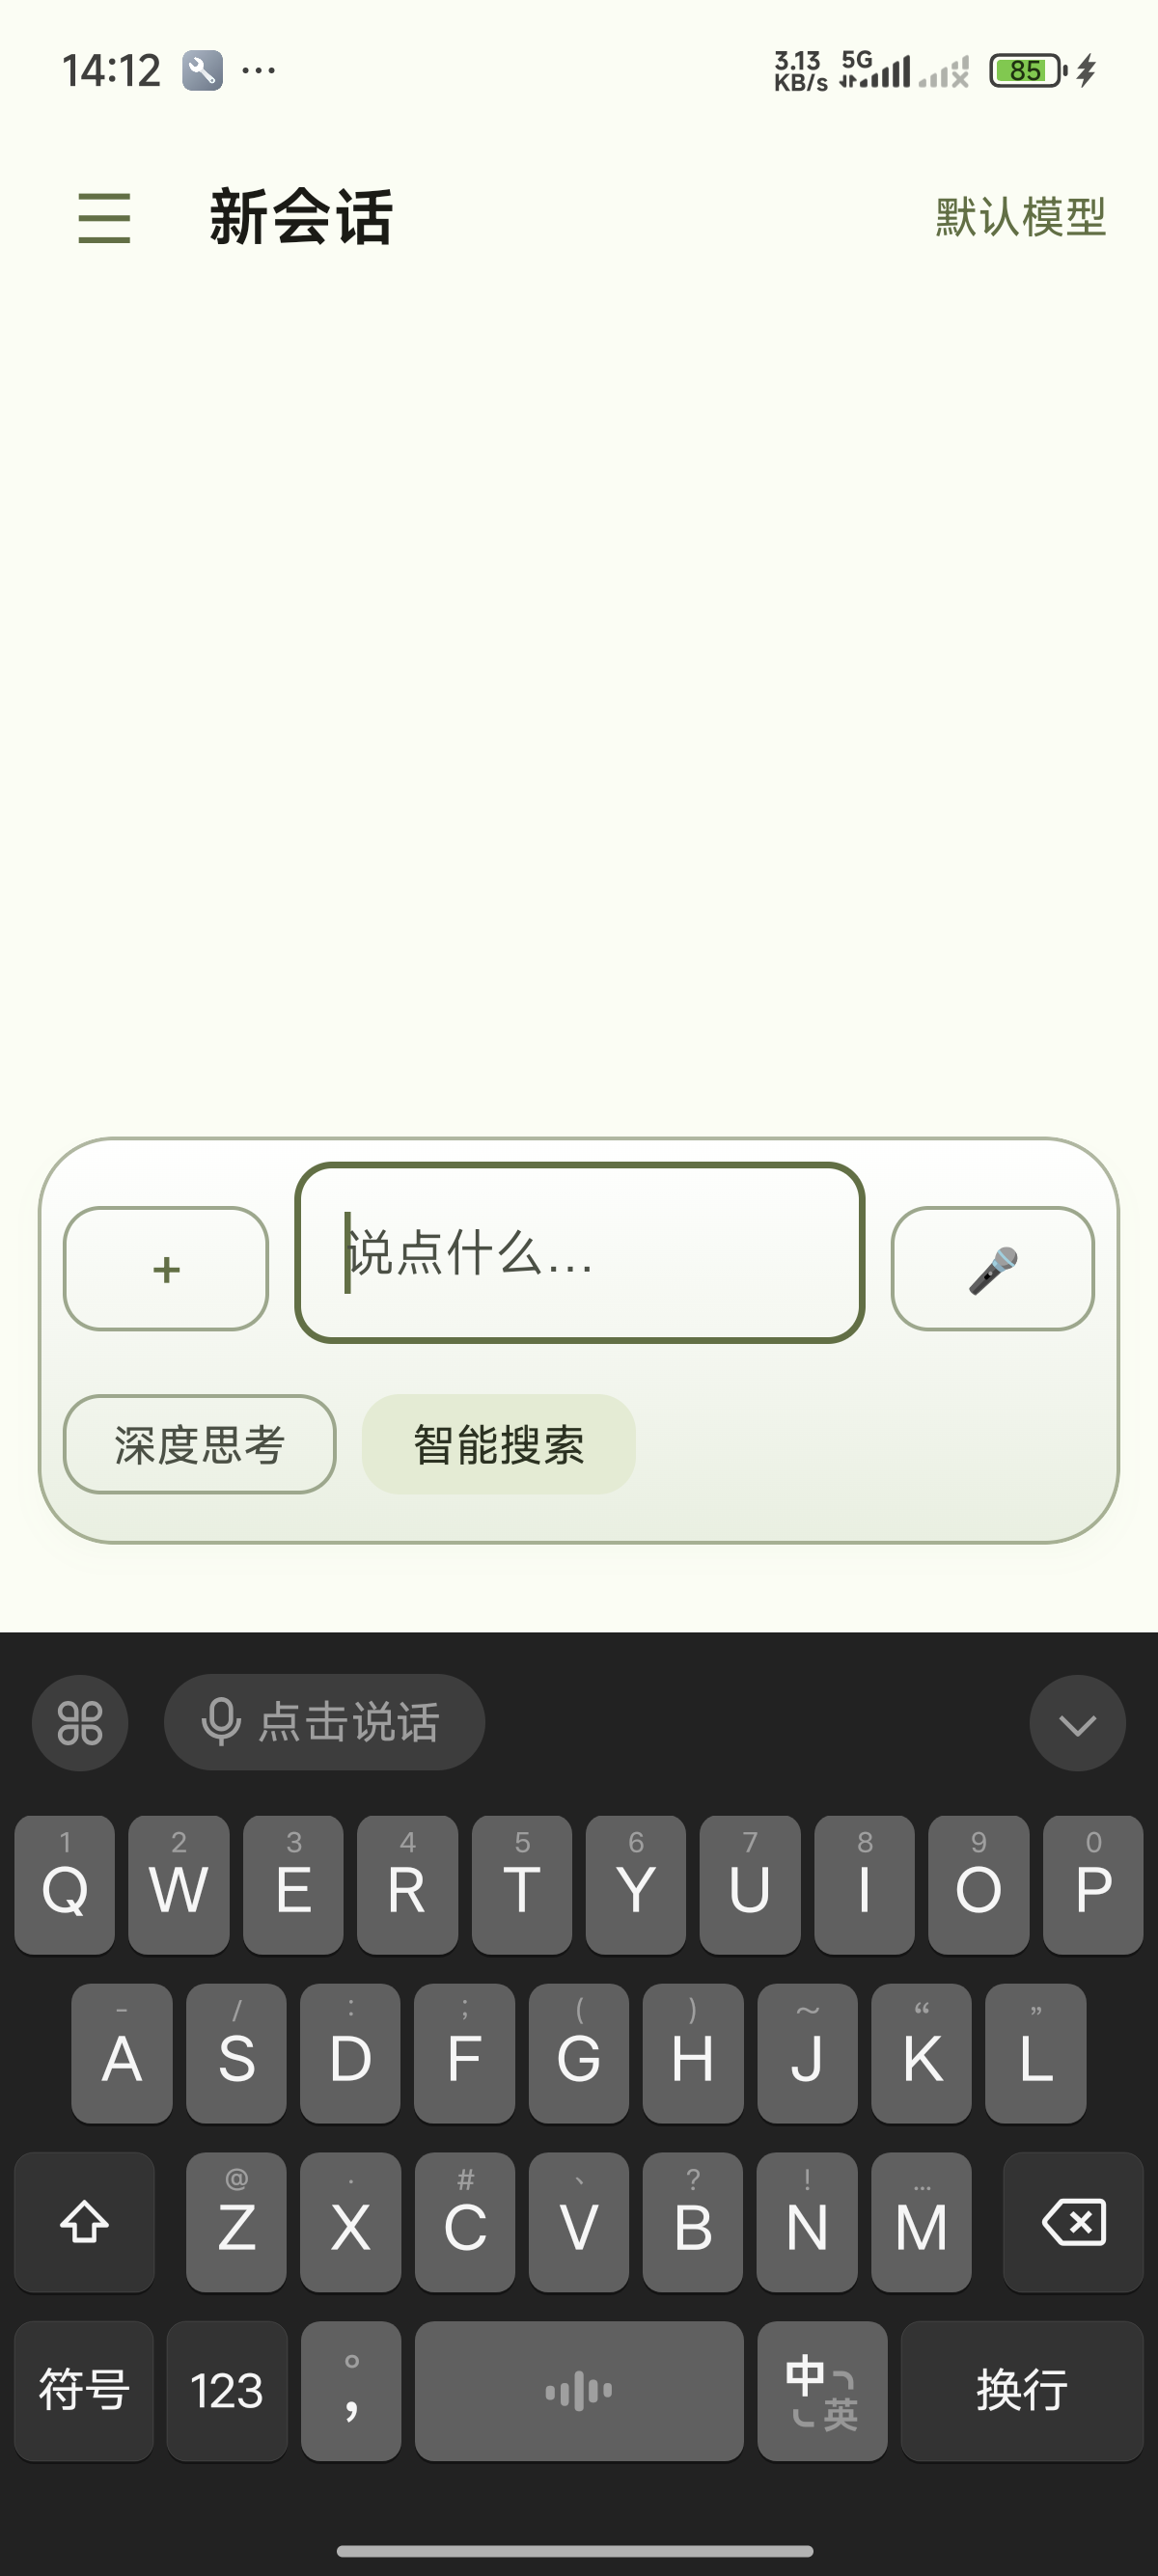 14:12 ... 3.13 KB/s 5G 85
☰ 新会话 默认模型
+ 说点什么...
深度思考 智能搜索
点击说话
1 2 3 4 5 6 7 8 9 0
Q W E R T Y U I O P
- / : ; ( ) ～ “ ”
A S D F G H J K L
@ · # 、 ? ! ...
Z X C V B N M
符号 123 。， 中 英 换行